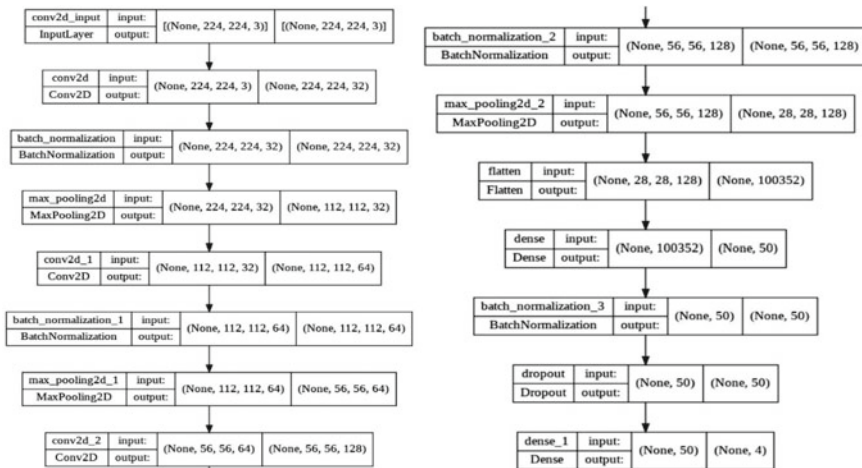 conv2d_input input: [(None, 224, 224, 3)] [(None, 224, 224, 3)]
InputLayer output:
conv2d input: (None, 224, 224, 3) (None, 224, 224, 32)
Conv2D output:
batch_normalization input: (None, 224, 224, 32) (None, 224, 224, 32)
BatchNormalization output:
max_pooling2d input: (None, 224, 224, 32) (None, 112, 112, 32)
MaxPooling2D output:
conv2d_1 input: (None, 112, 112, 32) (None, 112, 112, 64)
Conv2D output:
batch_normalization_1 input: (None, 112, 112, 64) (None, 112, 112, 64)
BatchNormalization output:
max_pooling2d_1 input: (None, 112, 112, 64) (None, 56, 56, 64)
MaxPooling2D output:
conv2d_2 input: (None, 56, 56, 64) (None, 56, 56, 128)
Conv2D output:
batch_normalization_2 input: (None, 56, 56, 128) (None, 56, 56, 128)
BatchNormalization output:
max_pooling2d_2 input: (None, 56, 56, 128) (None, 28, 28, 128)
MaxPooling2D output:
flatten input: (None, 28, 28, 128) (None, 100352)
Flatten output:
dense input: (None, 100352) (None, 50)
Dense output:
batch_normalization_3 input: (None, 50) (None, 50)
BatchNormalization output:
dropout input: (None, 50) (None, 50)
Dropout output:
dense_1 input: (None, 50) (None, 4)
Dense output: